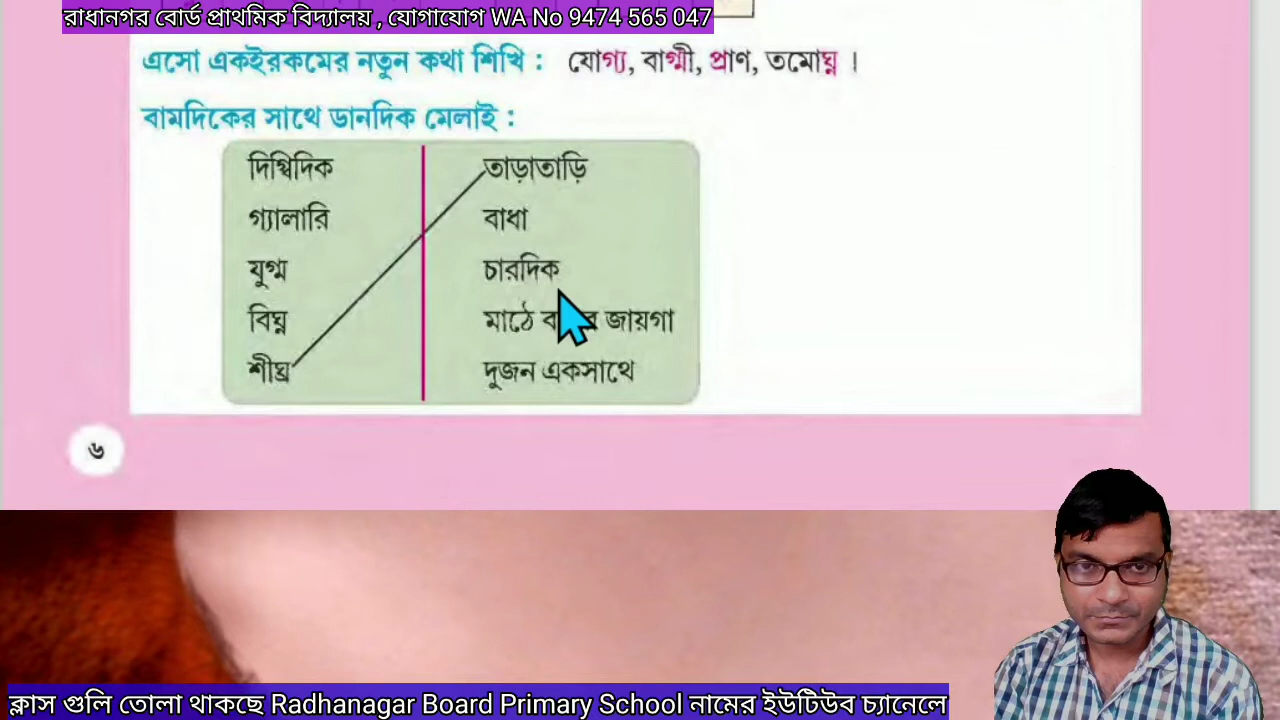 রাধানগর বোর্ড প্রাথমিক বিদ্যালয় , যোগাযোগ WA No 9474 565 047
এসো একইরকমের নতুন কথা শিখি : যোগ্য, বাগ্মী, প্রাণ, তমোঘ্ন ।
বামদিকের সাথে ডানদিক মেলাই :
দিগ্বিদিক তাড়াতাড়ি
গ্যালারি বাধা
যুগ্ম চারদিক
বিঘ্ন মাঠে জায়গা
শীঘ্র দুজন একসাথে
৬
ক্লাস গুলি তোলা থাকছে Radhanagar Board Primary School নামের ইউটিউব চ্যানেলে